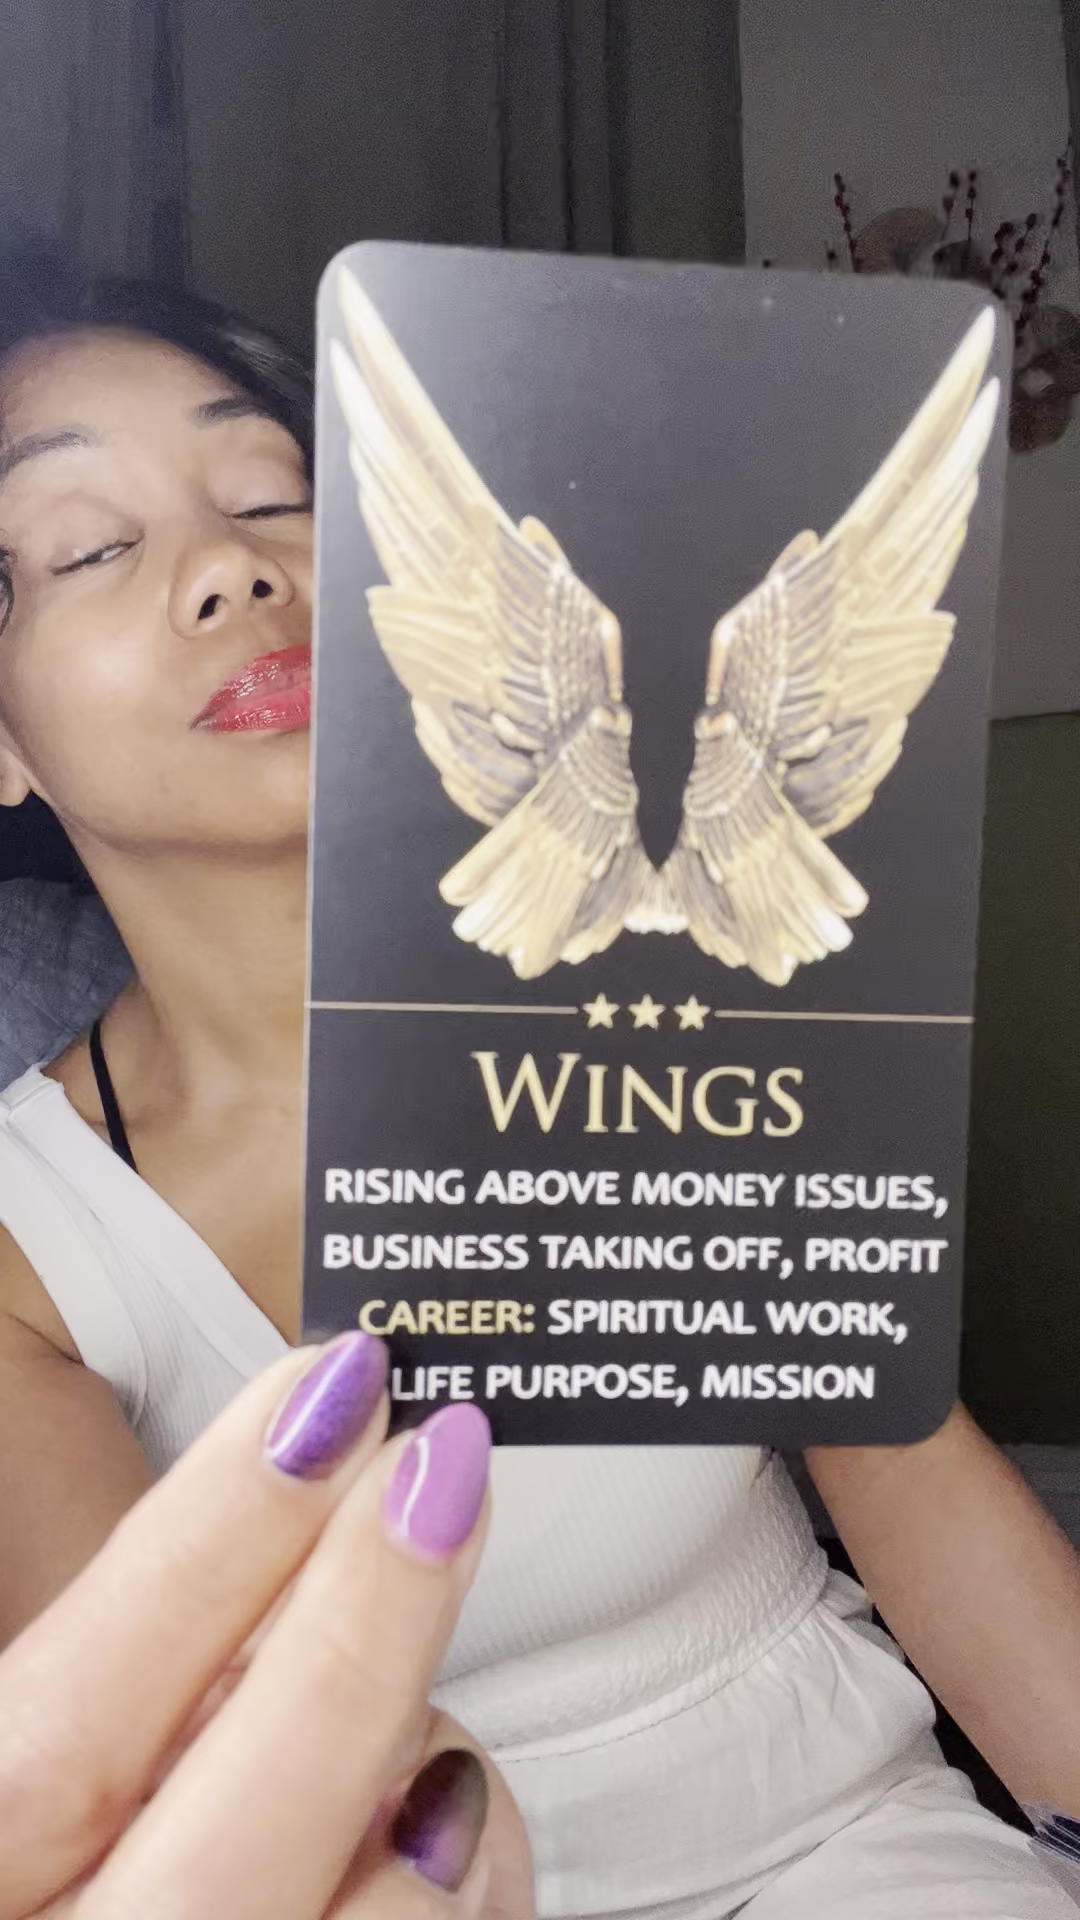 WINGS
RISING ABOVE MONEY ISSUES,
BUSINESS TAKING OFF, PROFIT
CAREER: SPIRITUAL WORK,
LIFE PURPOSE, MISSION